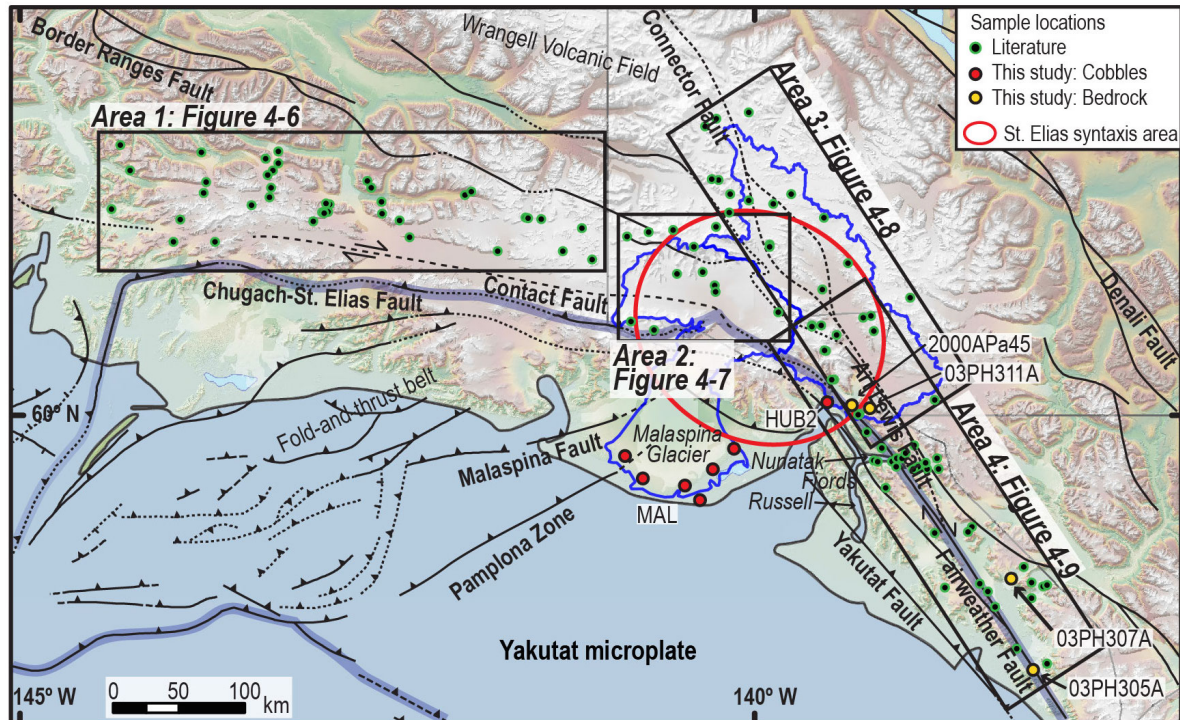 Sample locations
Literature
This study: Cobbles
This study: Bedrock
St. Elias syntaxis area
Border Ranges Fault
Wrangell Volcanic Field
Connector Fault
Area 1: Figure 4-6
Area 3: Figure 4-8
Denali Fault
Chugach-St. Elias Fault
Contact Fault
Area 2:
Figure 4-7
2000APa45
03PH311A
Art Lewis Fault
Area 4: Figure 4-9
60° N
Fold-and-thrust belt
HUB2
Malaspina Fault
Malaspina
Glacier
Nunatak
Fjords
Russell
MAL
Pamplona Zone
Yakutat Fault
Fairweather Fault
03PH307A
03PH305A
Yakutat microplate
145° W
140° W
0 50 100
km